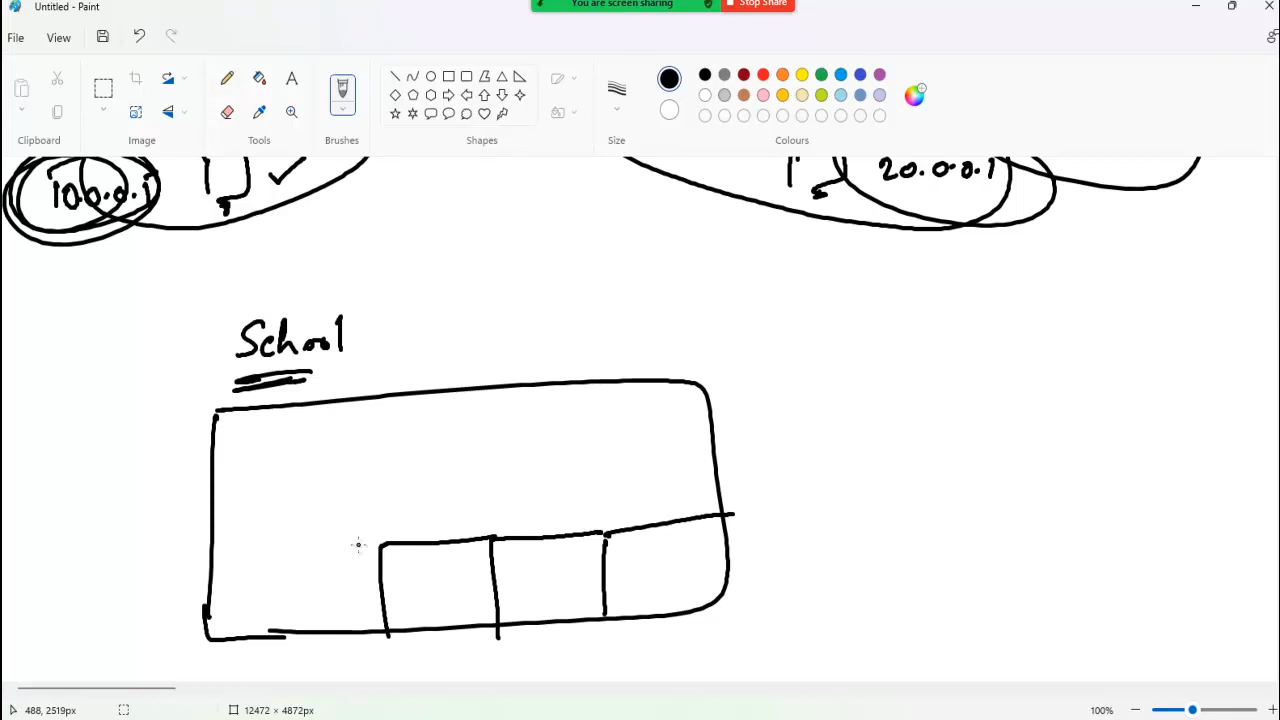 Untitled - Paint
You are screen sharing
Stop Share
File
View
Clipboard
Image
Tools
Brushes
Shapes
Size
Colours
10.0.0.1
20.0.0.1
School
488, 2519px
12472 × 4872px
100%